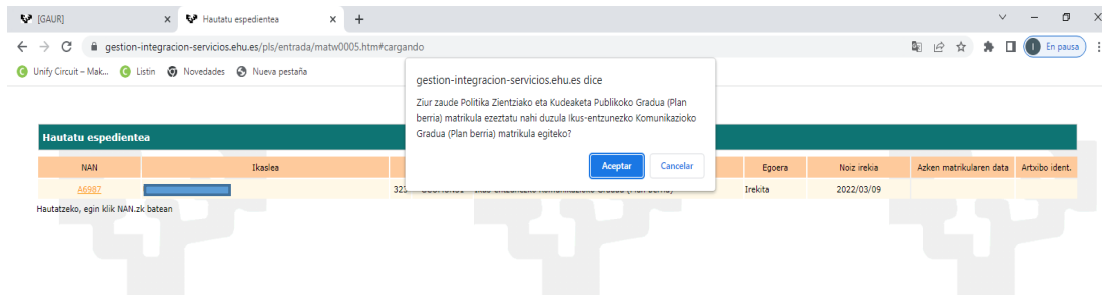 [GAUR]
Hautatu espedientea
gestion-integracion-servicios.ehu.es/pls/entrada/matw0005.htm#cargando
En pausa
Unify Circuit – Mak... Listin Novedades Nueva pestaña
gestion-integracion-servicios.ehu.es dice
Ziur zaude Politika Zientziako eta Kudeaketa Publikoko Gradua (Plan
berria) matrikula ezeztatu nahi duzula Ikus-entzunezko Komunikazioko
Gradua (Plan berria) matrikula egiteko?
Aceptar Cancelar
Hautatu espedientea
NAN Ikaslea Egoera Noiz irekia Azken matrikularen data Artxibo ident.
A6987 Irekita 2022/03/09
Hautatzeko, egin klik NAN.zk batean